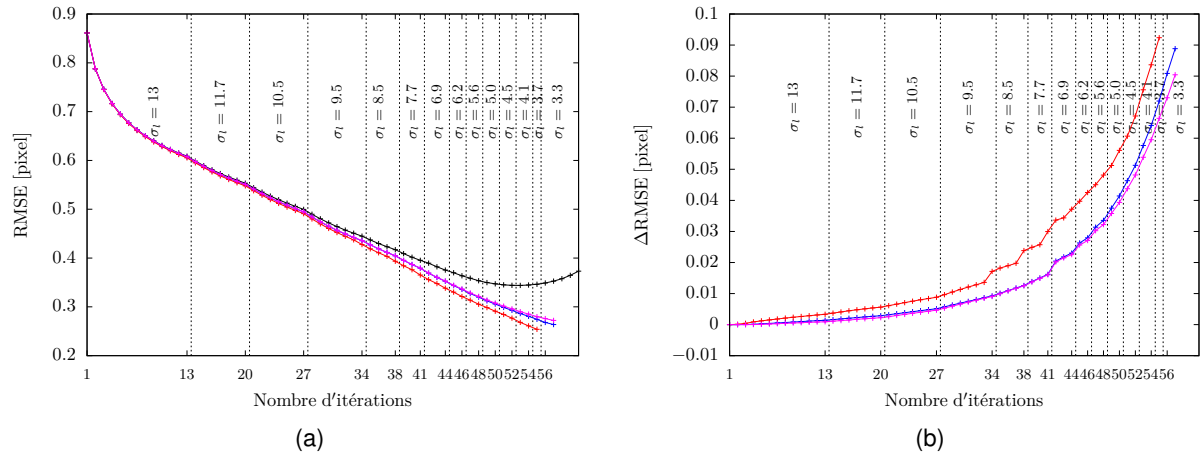 0.9
0.8
0.7
0.6
0.5
0.4
0.3
0.2
RMSE [pixel]
σl = 13
σl = 11.7
σl = 10.5
σl = 9.5
σl = 8.5
σl = 7.7
σl = 6.9
σl = 6.2
σl = 5.6
σl = 5.0
σl = 4.5
σl = 4.1
σl = 3.7
σl = 3.3
1 13 20 27 34 38 41 44 46 48 50 52 54 56
Nombre d'itérations
(a)
0.1
0.09
0.08
0.07
0.06
0.05
0.04
0.03
0.02
0.01
0
−0.01
ΔRMSE [pixel]
σl = 13
σl = 11.7
σl = 10.5
σl = 9.5
σl = 8.5
σl = 7.7
σl = 6.9
σl = 6.2
σl = 5.6
σl = 5.0
σl = 4.5
σl = 4.1
σl = 3.7
σl = 3.3
1 13 20 27 34 38 41 44 46 48 50 52 54 56
Nombre d'itérations
(b)